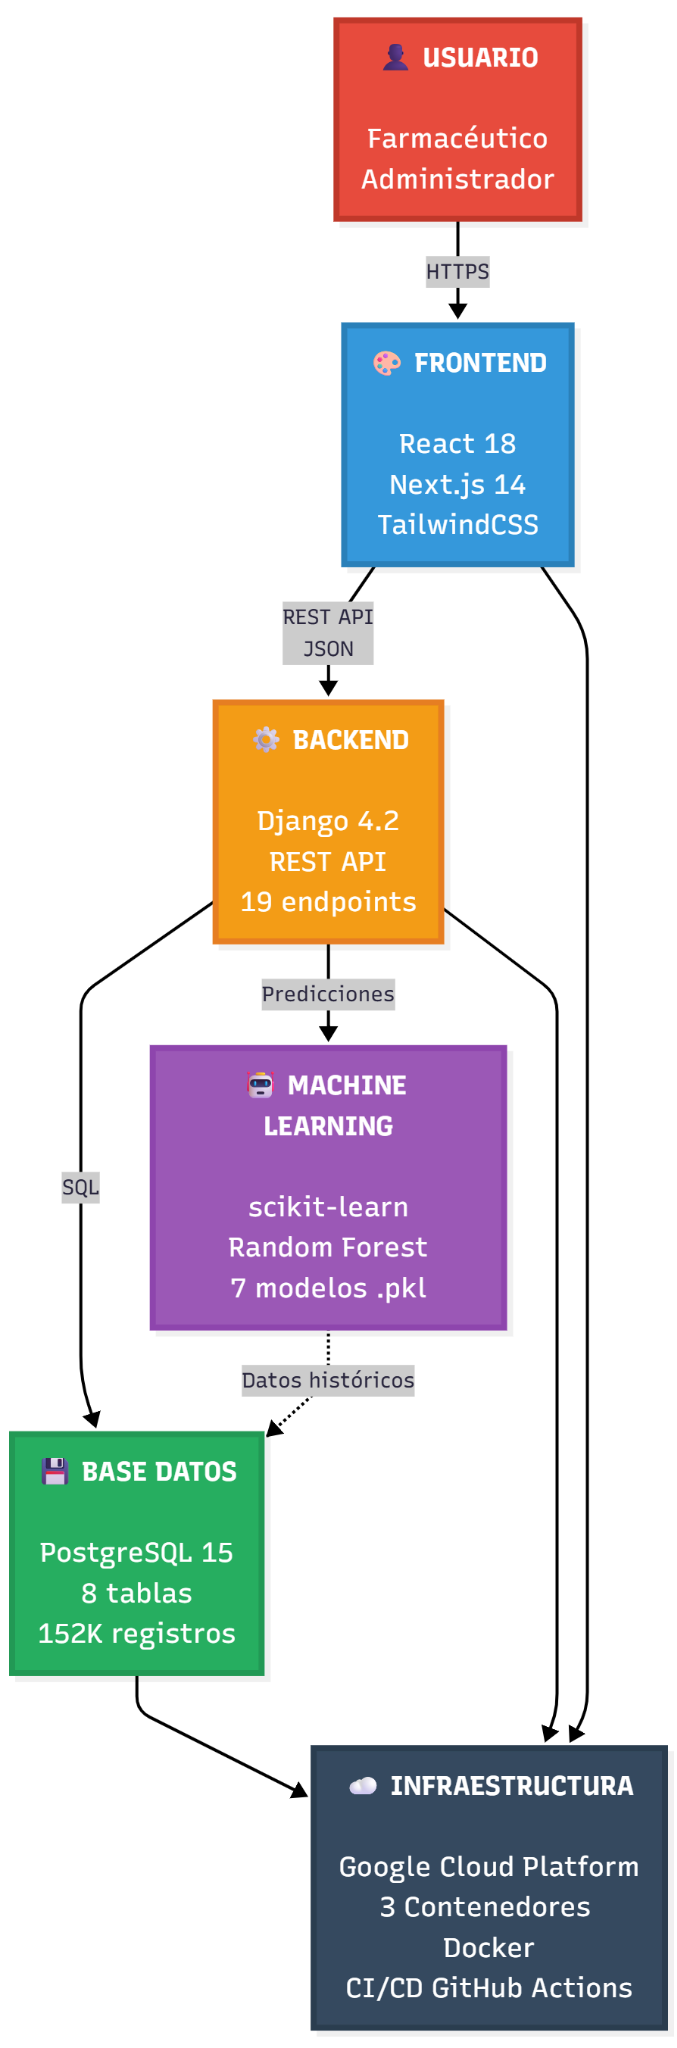 USUARIO
Farmacéutico
Administrador
HTTPS
FRONTEND
React 18
Next.js 14
TailwindCSS
REST API
JSON
BACKEND
Django 4.2
REST API
19 endpoints
Predicciones
MACHINE
LEARNING
scikit-learn
Random Forest
7 modelos .pkl
SQL
Datos históricos
BASE DATOS
PostgreSQL 15
8 tablas
152K registros
INFRAESTRUCTURA
Google Cloud Platform
3 Contenedores
Docker
CI/CD GitHub Actions